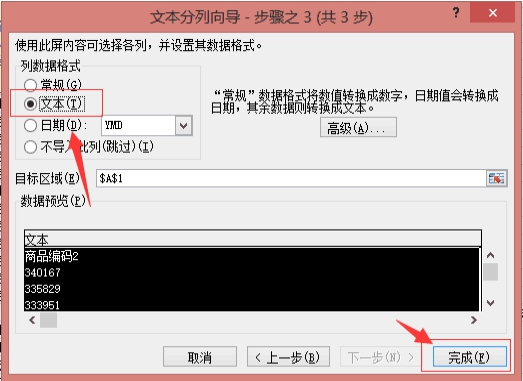 文本分列向导 - 步骤之 3 (共 3 步)
? ×
使用此屏内容可选择各列，并设置其数据格式。
列数据格式
常规(G)
文本(T)
日期(D)： YMD
不导入此列(跳过)(I)
“常规”数据格式将数值转换成数字，日期值会转换成日期，其余数据则转换成文本。
高级(A)...
目标区域(E) $A$1
数据预览(P)
文本
商品编码2
340167
335829
333951
取消 < 上一步(B) 下一步(N) > 完成(F)